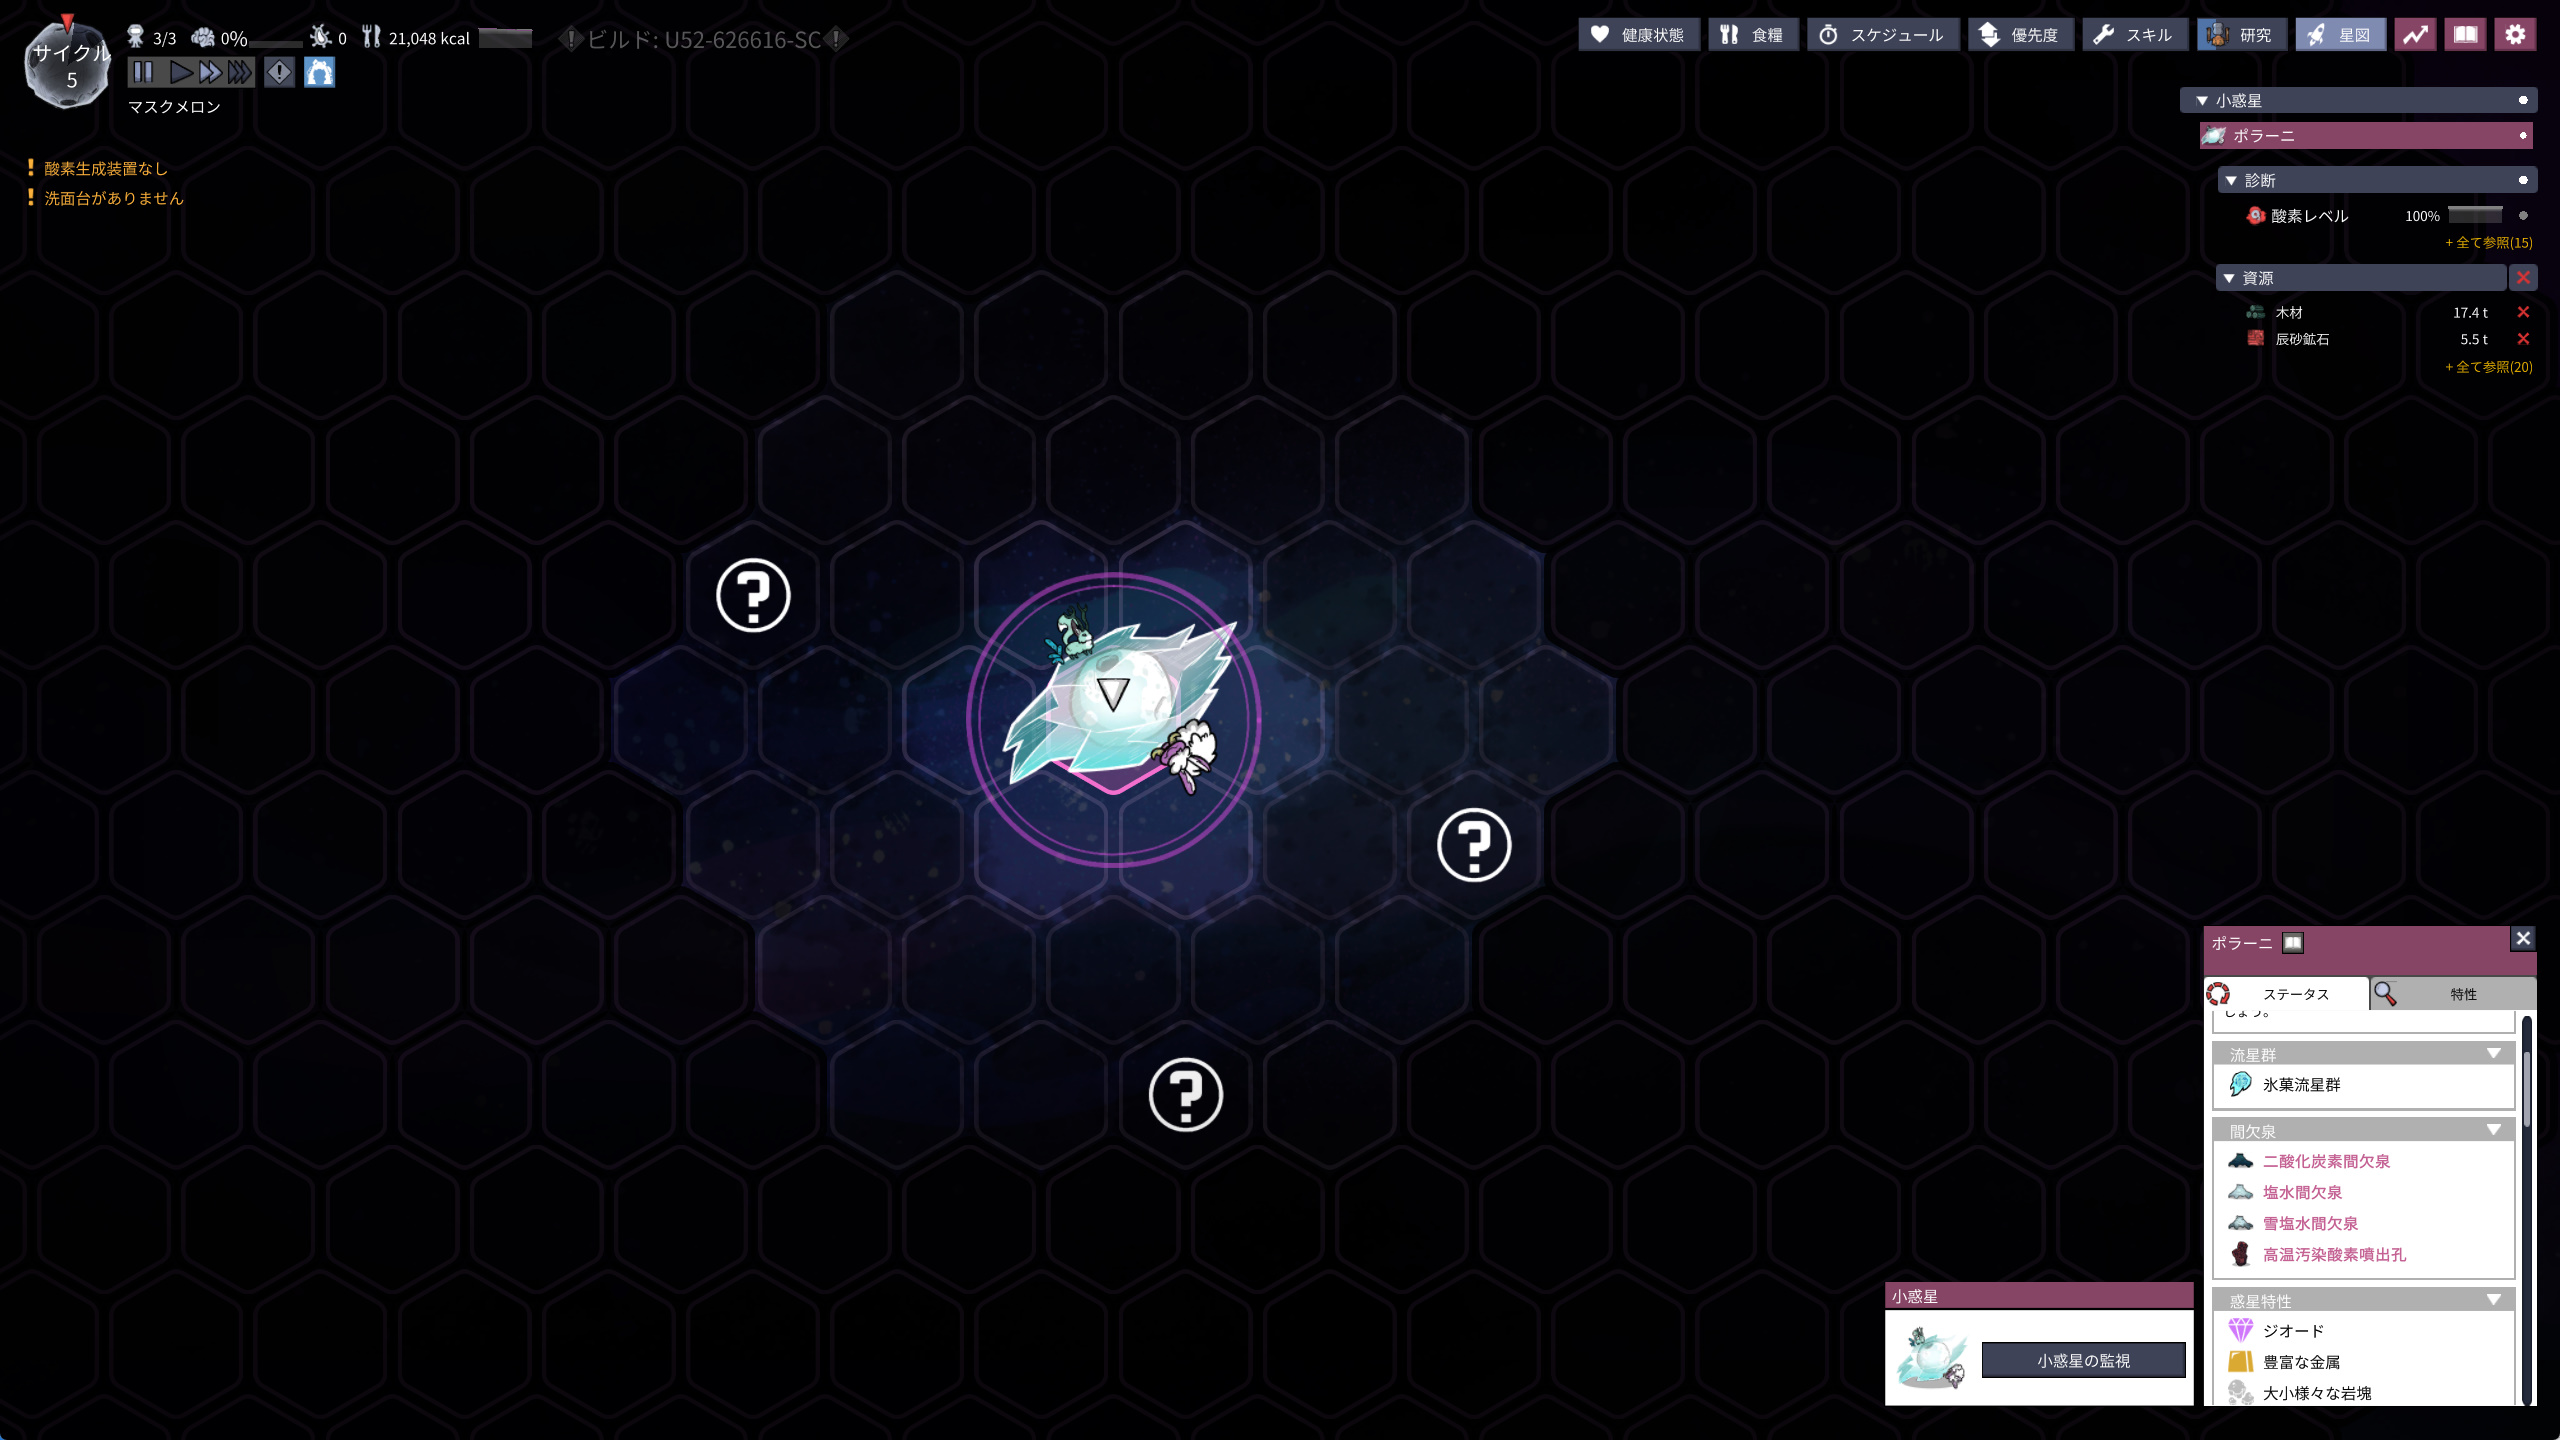 サイクル
5
3/3
0%
0
21,048 kcal
ビルド: U52-626616-SC
マスクメロン
健康状態
食糧
スケジュール
優先度
スキル
研究
星図
酸素生成装置なし
洗面台がありません
小惑星
ポラーニ
診断
酸素レベル 100%
+ 全て参照(15)
資源
木材 17.4 t
辰砂鉱石 5.5 t
+ 全て参照(20)
?
?
?
ポラーニ
ステータス
特性
しょう。
流星群
氷菓流星群
間欠泉
二酸化炭素間欠泉
塩水間欠泉
雪塩水間欠泉
高温汚染酸素噴出孔
惑星特性
ジオード
豊富な金属
大小様々な岩塊
小惑星
小惑星の監視